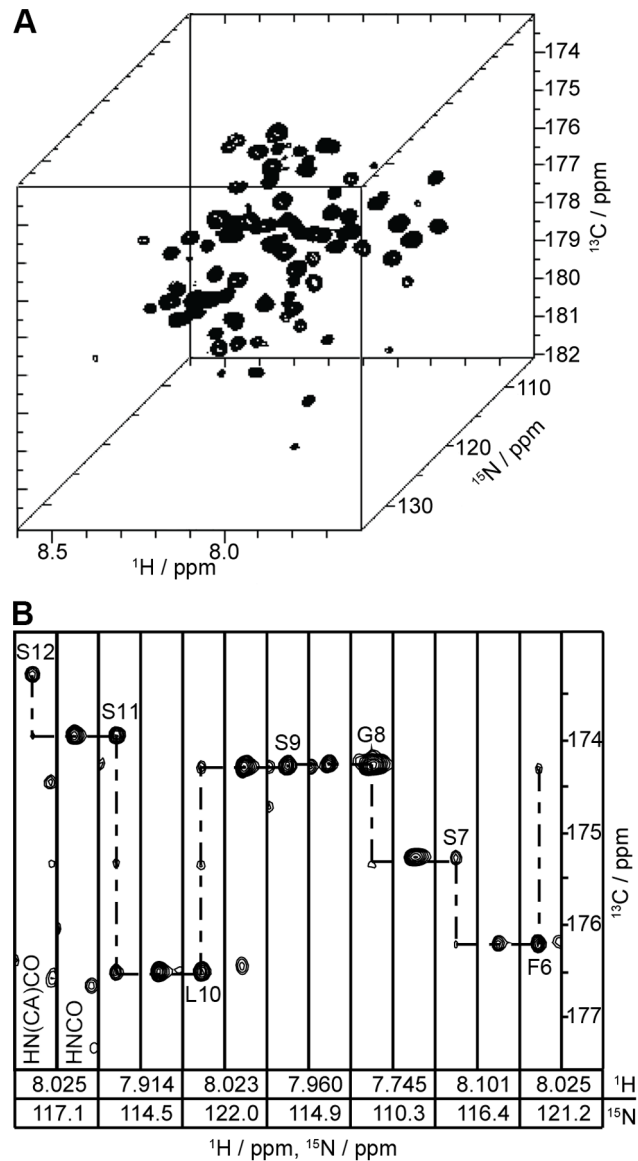 A
174
175
176
177
178
179
180
181
182
¹³C / ppm
110
120
130
¹⁵N / ppm
8.5
8.0
¹H / ppm
B
S12
S11
S9
G8
S7
L10
F6
HN(CA)CO
HNCO
174
175
176
177
¹³C / ppm
8.025 7.914 8.023 7.960 7.745 8.101 8.025 ¹H
117.1 114.5 122.0 114.9 110.3 116.4 121.2 ¹⁵N
¹H / ppm, ¹⁵N / ppm